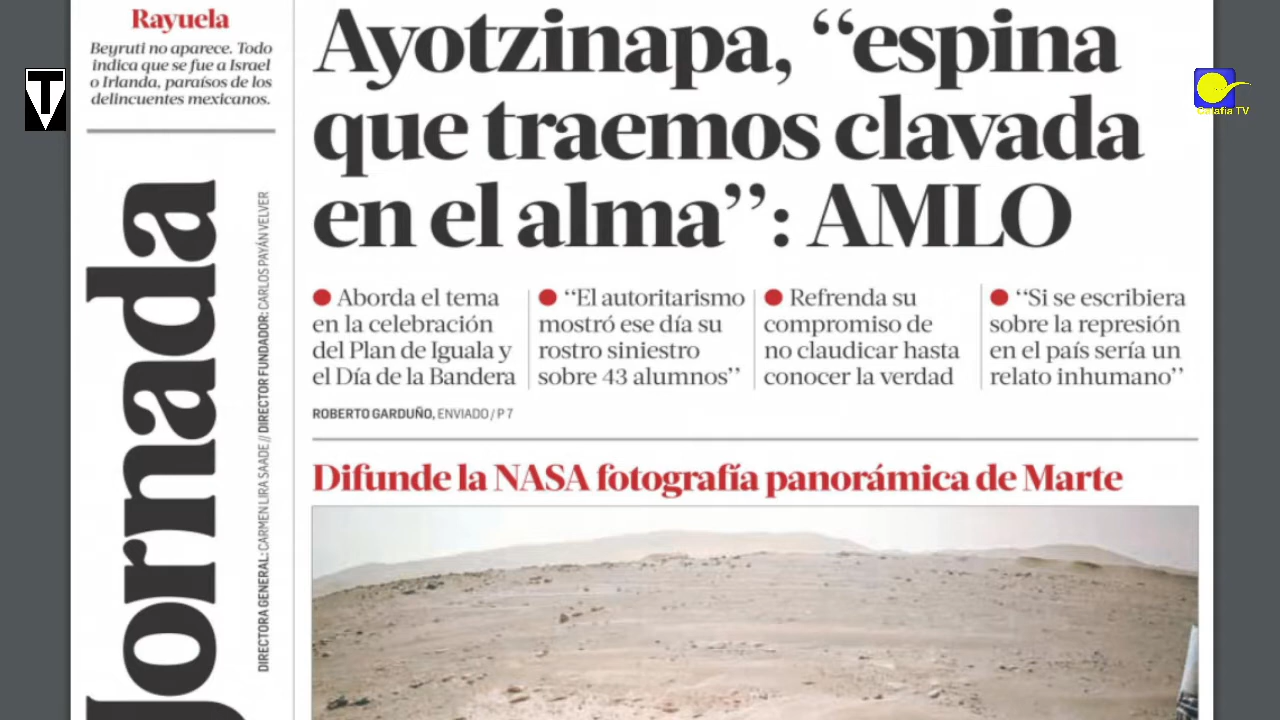 Rayuela
Beyruti no aparece. Todo
indica que se fue a Israel
o Irlanda, paraísos de los
delincuentes mexicanos.
Jornada
DIRECTORA GENERAL: CARMEN LIRA SAADE // DIRECTOR FUNDADOR: CARLOS PAYÁN VELVER
Ayotzinapa, “espina
que traemos clavada
en el alma”: AMLO
Aborda el tema
en la celebración
del Plan de Iguala y
el Día de la Bandera
“El autoritarismo
mostró ese día su
rostro siniestro
sobre 43 alumnos”
Refrenda su
compromiso de
no claudicar hasta
conocer la verdad
“Si se escribiera
sobre la represión
en el país sería un
relato inhumano”
ROBERTO GARDUÑO, ENVIADO / P 7
Difunde la NASA fotografía panorámica de Marte
T
Calafia TV